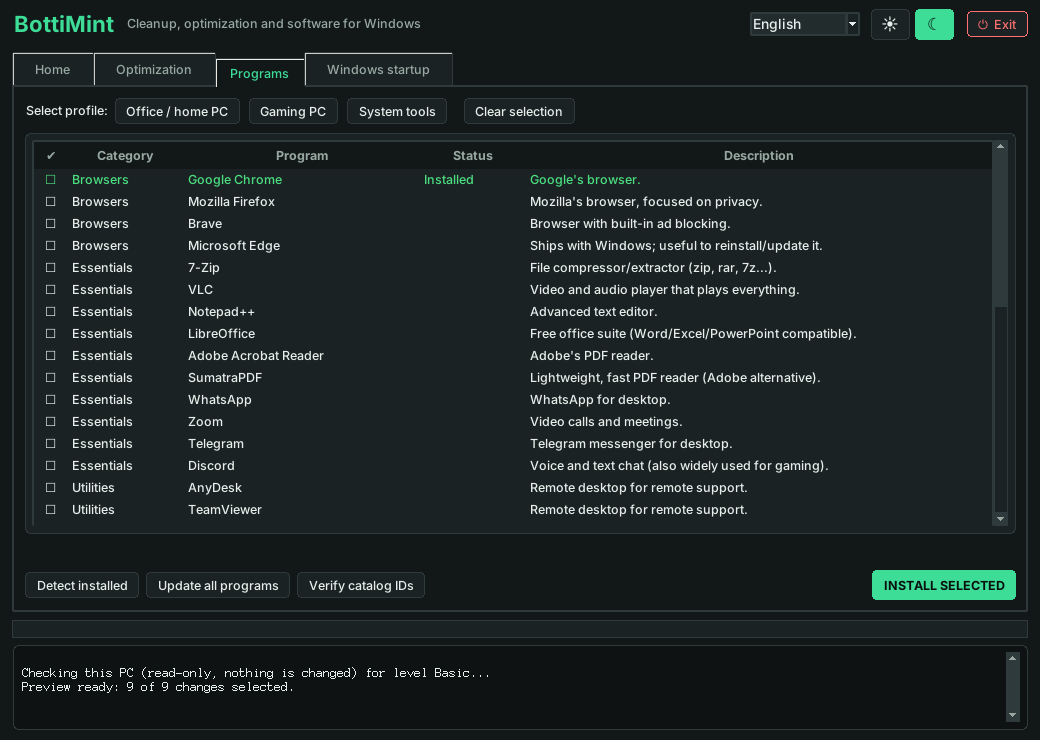 BottiMint Cleanup, optimization and software for Windows English Exit
Home Optimization Programs Windows startup
Select profile: Office / home PC Gaming PC System tools Clear selection
✔ Category Program Status Description
Browsers Google Chrome Installed Google's browser.
Browsers Mozilla Firefox Mozilla's browser, focused on privacy.
Browsers Brave Browser with built-in ad blocking.
Browsers Microsoft Edge Ships with Windows; useful to reinstall/update it.
Essentials 7-Zip File compressor/extractor (zip, rar, 7z...).
Essentials VLC Video and audio player that plays everything.
Essentials Notepad++ Advanced text editor.
Essentials LibreOffice Free office suite (Word/Excel/PowerPoint compatible).
Essentials Adobe Acrobat Reader Adobe's PDF reader.
Essentials SumatraPDF Lightweight, fast PDF reader (Adobe alternative).
Essentials WhatsApp WhatsApp for desktop.
Essentials Zoom Video calls and meetings.
Essentials Telegram Telegram messenger for desktop.
Essentials Discord Voice and text chat (also widely used for gaming).
Utilities AnyDesk Remote desktop for remote support.
Utilities TeamViewer Remote desktop for remote support.
Detect installed Update all programs Verify catalog IDs INSTALL SELECTED
Checking this PC (read-only, nothing is changed) for level Basic...
Preview ready: 9 of 9 changes selected.